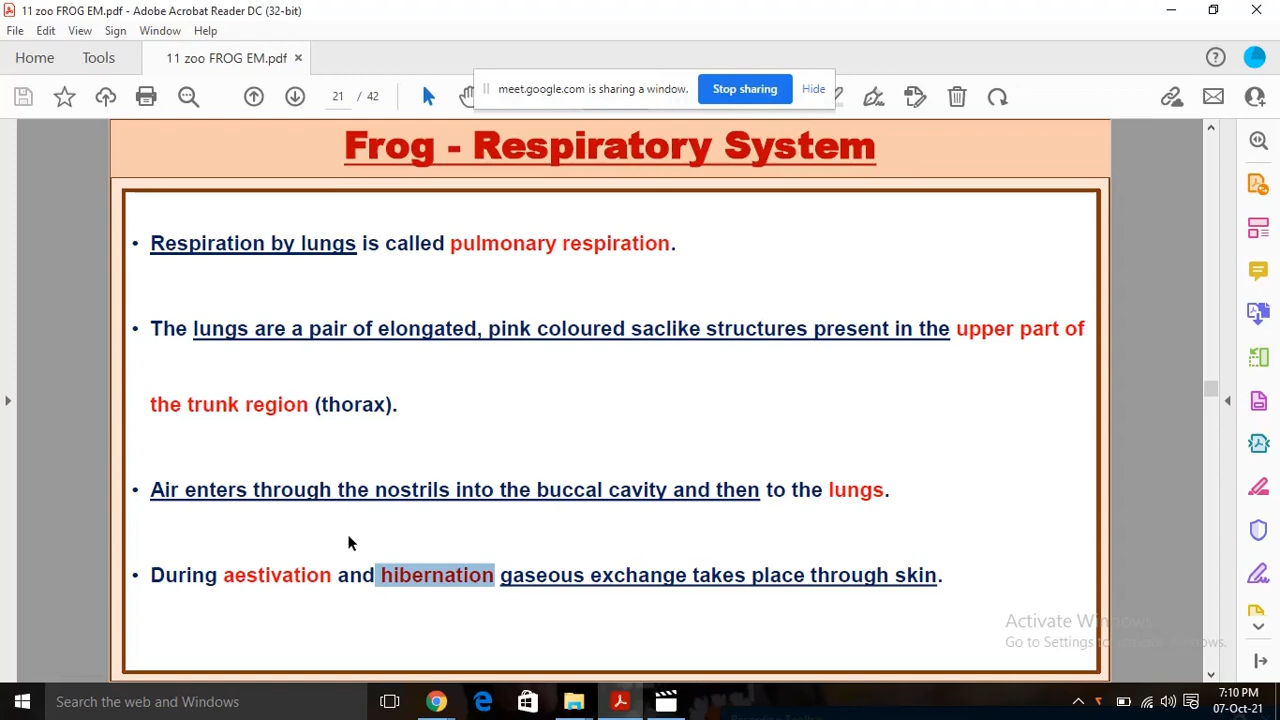 11 zoo FROG EM.pdf - Adobe Acrobat Reader DC (32-bit)
File Edit View Sign Window Help
Home Tools 11 zoo FROG EM.pdf ×
21 / 42
meet.google.com is sharing a window. Stop sharing Hide
Frog - Respiratory System
• Respiration by lungs is called pulmonary respiration.
• The lungs are a pair of elongated, pink coloured saclike structures present in the upper part of
the trunk region (thorax).
• Air enters through the nostrils into the buccal cavity and then to the lungs.
• During aestivation and hibernation gaseous exchange takes place through skin.
Activate Windows
Go to Settings to activate Windows.
Search the web and Windows
7:10 PM
07-Oct-21